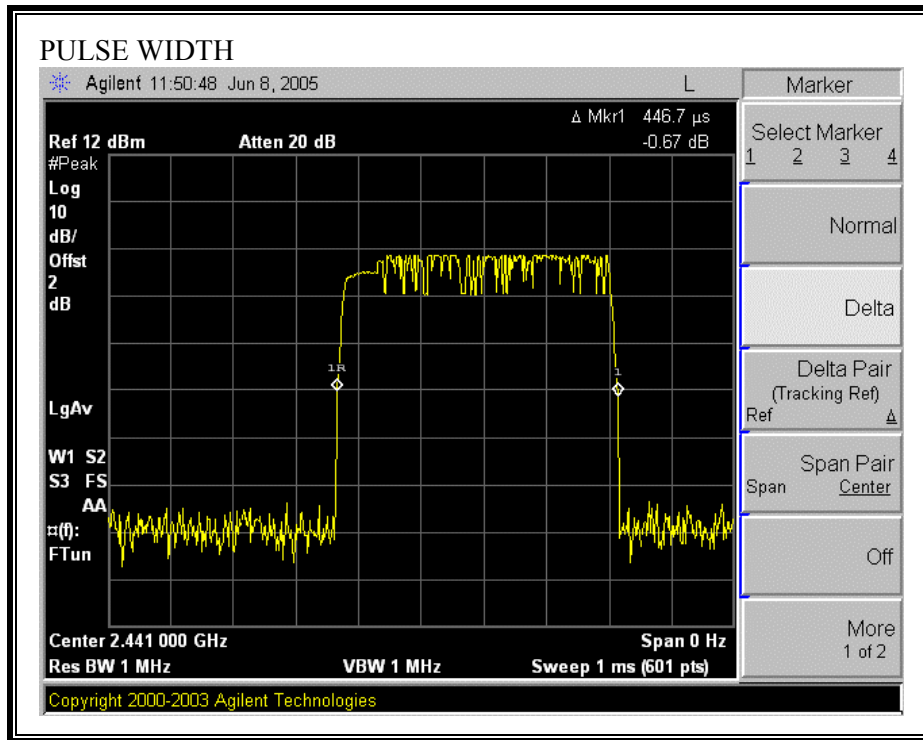 PULSE WIDTH
Agilent 11:50:48 Jun 8, 2005 L
Δ Mkr1 446.7 µs
Ref 12 dBm Atten 20 dB -0.67 dB
#Peak
Log
10
dB/
Offst
2
dB
1R
1
LgAv
W1 S2
S3 FS
AA
¤(f):
FTun
Center 2.441 000 GHz Span 0 Hz
Res BW 1 MHz VBW 1 MHz Sweep 1 ms (601 pts)
Copyright 2000-2003 Agilent Technologies
Marker
Select Marker
1 2 3 4
Normal
Delta
Delta Pair
(Tracking Ref)
Ref Δ
Span Pair
Span Center
Off
More
1 of 2